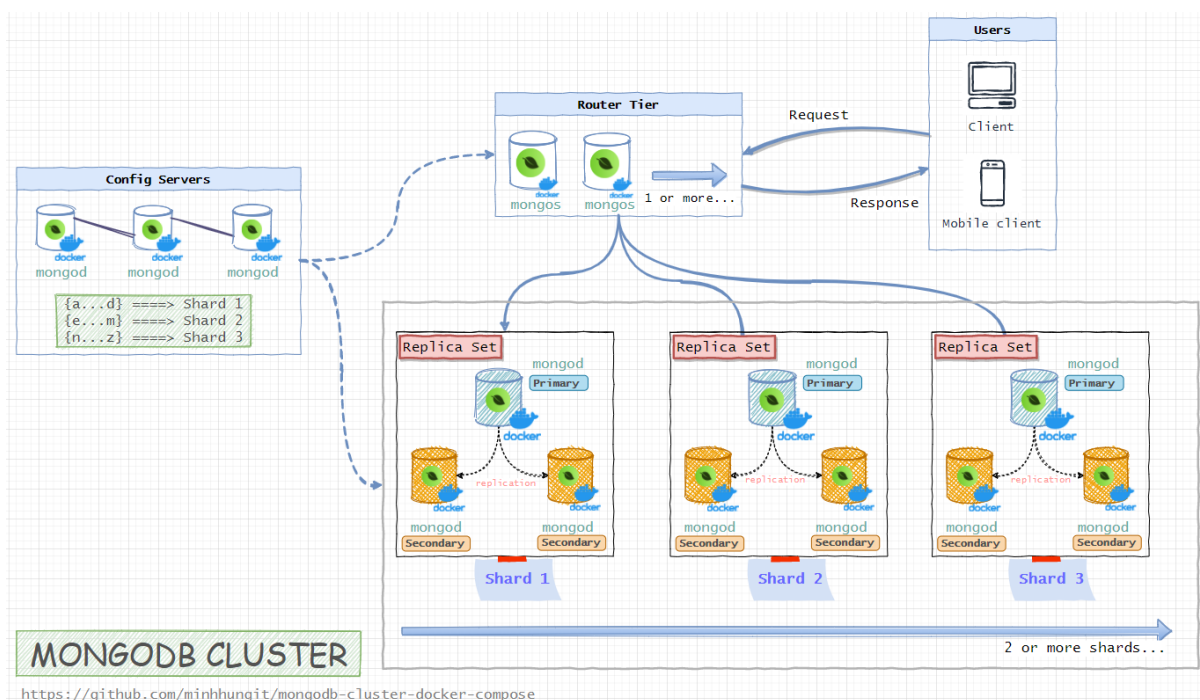 Users
Client
Mobile client
Router Tier
docker
docker
mongos
mongos
1 or more...
Request
Response
Config Servers
docker
docker
docker
mongod
mongod
mongod
{a...d} ====> Shard 1
{e...m} ====> Shard 2
{n...z} ====> Shard 3
Replica Set
mongod
Primary
docker
replication
docker
docker
mongod
mongod
Secondary
Secondary
Shard 1
Replica Set
mongod
Primary
docker
replication
docker
docker
mongod
mongod
Secondary
Secondary
Shard 2
Replica Set
mongod
Primary
docker
replication
docker
docker
mongod
mongod
Secondary
Secondary
Shard 3
2 or more shards...
MONGODB CLUSTER
https://github.com/minhhungit/mongodb-cluster-docker-compose